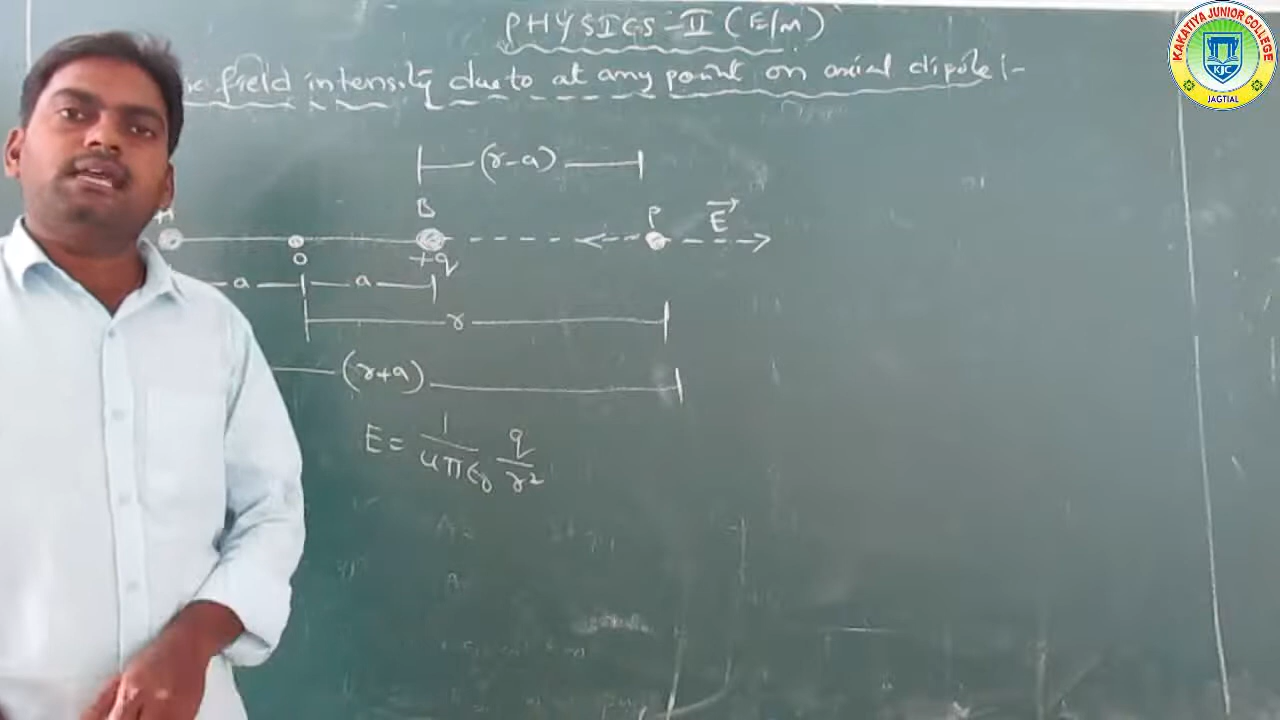 PHYSICS-II (E/M)
field intensity due to at any point on axial dipole :-
KAKATIYA JUNIOR COLLEGE
KJC
JAGTIAL
(r-a)
B P E→
O +q
a a
r
(r+a)
E = 1/4πε₀ q/r²